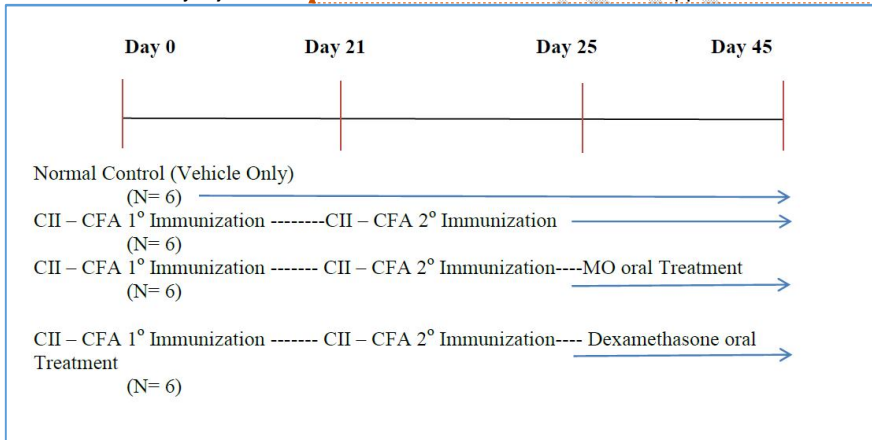 Day 0 Day 21 Day 25 Day 45
Normal Control (Vehicle Only)
(N= 6)
CII – CFA 1° Immunization --------CII – CFA 2° Immunization
(N= 6)
CII – CFA 1° Immunization ------- CII – CFA 2° Immunization----MO oral Treatment
(N= 6)
CII – CFA 1° Immunization ------- CII – CFA 2° Immunization---- Dexamethasone oral
Treatment
(N= 6)